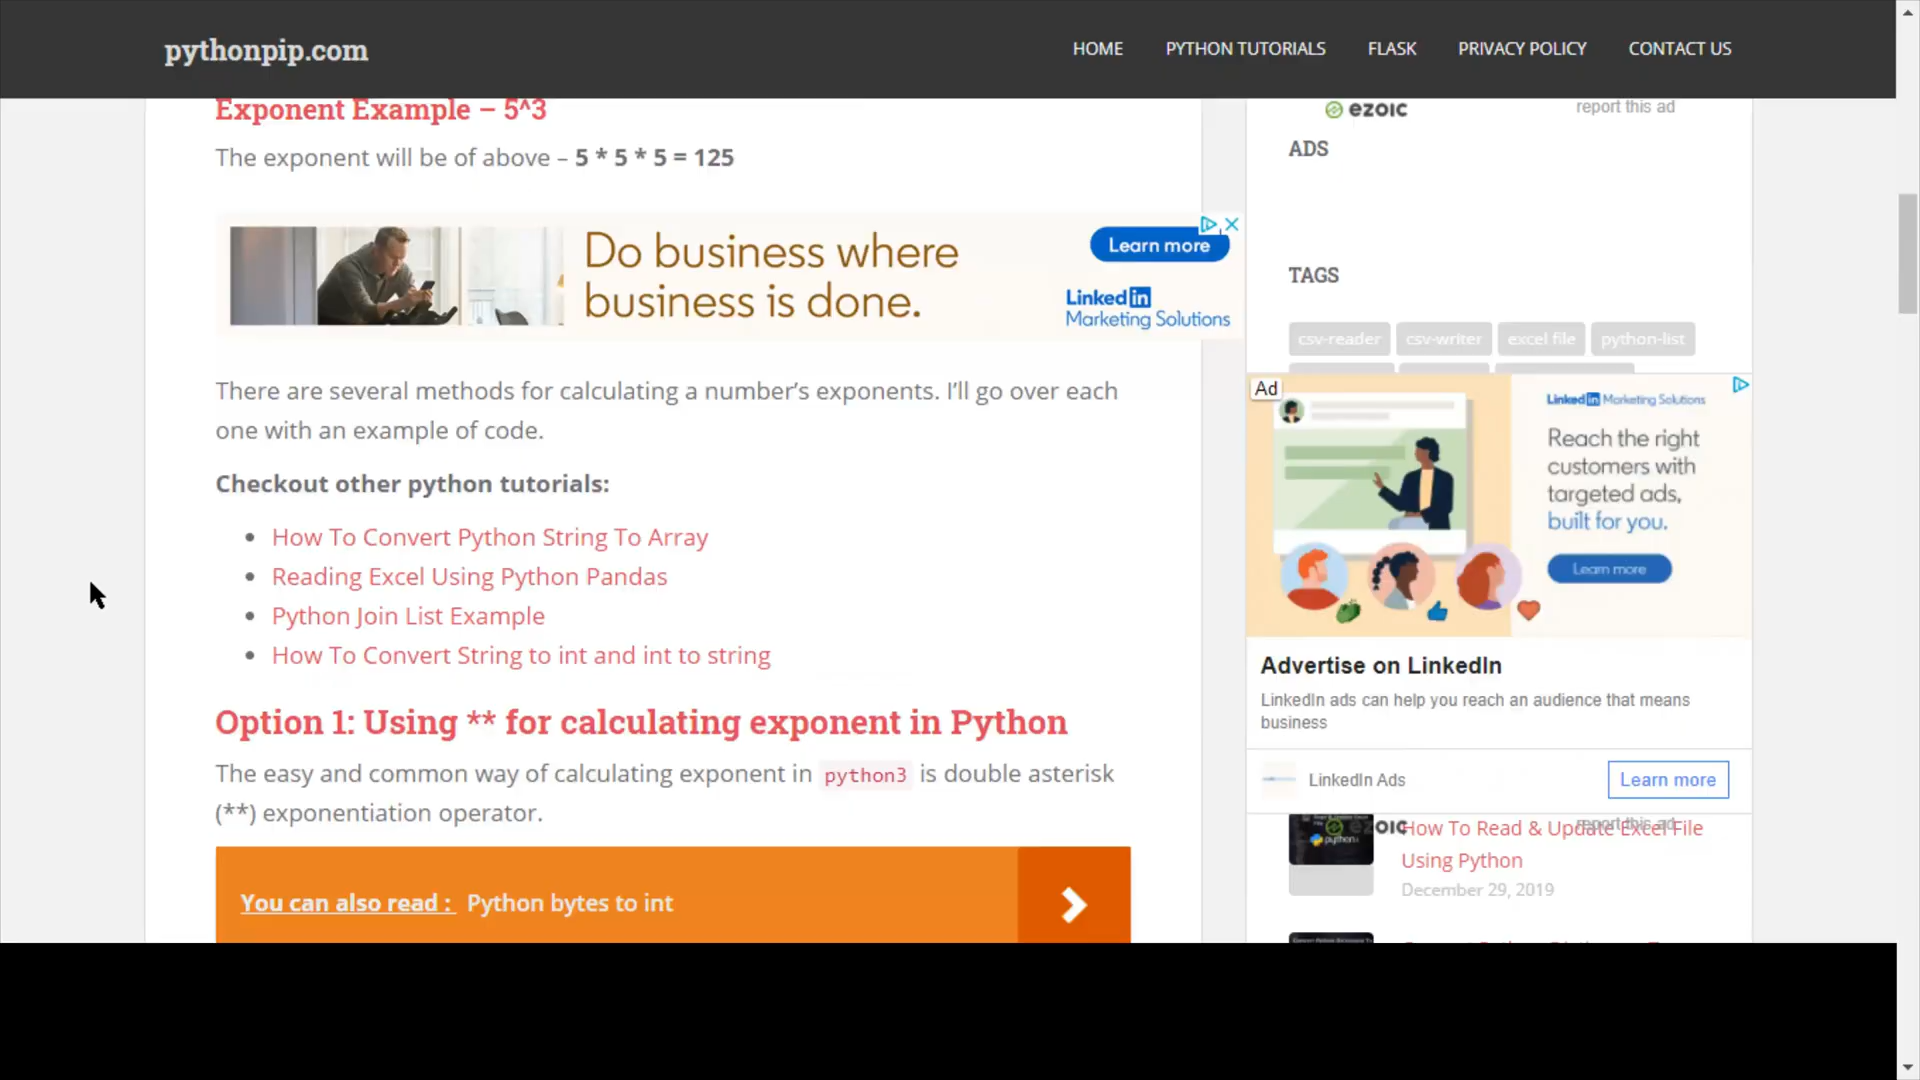 pythonpip.com
HOME
PYTHON TUTORIALS
FLASK
PRIVACY POLICY
CONTACT US
Exponent Example – 5^3
The exponent will be of above – 5 * 5 * 5 = 125
Do business where
business is done.
Learn more
Linked in
Marketing Solutions
There are several methods for calculating a number’s exponents. I’ll go over each
one with an example of code.
Checkout other python tutorials:
How To Convert Python String To Array
Reading Excel Using Python Pandas
Python Join List Example
How To Convert String to int and int to string
Option 1: Using ** for calculating exponent in Python
The easy and common way of calculating exponent in python3 is double asterisk
(**) exponentiation operator.
You can also read : Python bytes to int
ezoic
report this ad
ADS
TAGS
csv-reader
csv-writer
excel file
python-list
Ad
Linked in Marketing Solutions
Reach the right
customers with
targeted ads,
built for you.
Learn more
Advertise on LinkedIn
LinkedIn ads can help you reach an audience that means
business
LinkedIn Ads
Learn more
ezoic
report this ad
How To Read & Update Excel File
Using Python
December 29, 2019